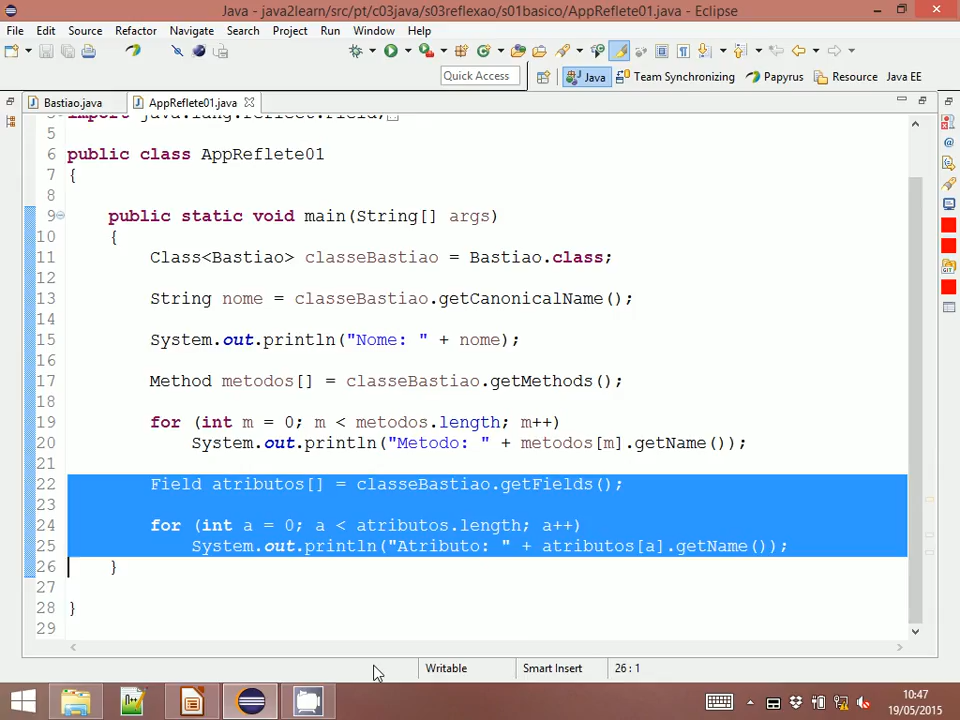 Java - java2learn/src/pt/c03java/s03reflexao/s01basico/AppReflete01.java - Eclipse
File Edit Source Refactor Navigate Search Project Run Window Help
Quick Access Java Team Synchronizing Papyrus Resource Java EE
Bastiao.java AppReflete01.java
3 import java.lang.reflect.Field;
5
6 public class AppReflete01
7 {
8
9 public static void main(String[] args)
10 {
11 Class<Bastiao> classeBastiao = Bastiao.class;
12
13 String nome = classeBastiao.getCanonicalName();
14
15 System.out.println("Nome: " + nome);
16
17 Method metodos[] = classeBastiao.getMethods();
18
19 for (int m = 0; m < metodos.length; m++)
20 System.out.println("Metodo: " + metodos[m].getName());
21
22 Field atributos[] = classeBastiao.getFields();
23
24 for (int a = 0; a < atributos.length; a++)
25 System.out.println("Atributo: " + atributos[a].getName());
26 }
27
28 }
29
Writable Smart Insert 26 : 1
10:47
19/05/2015